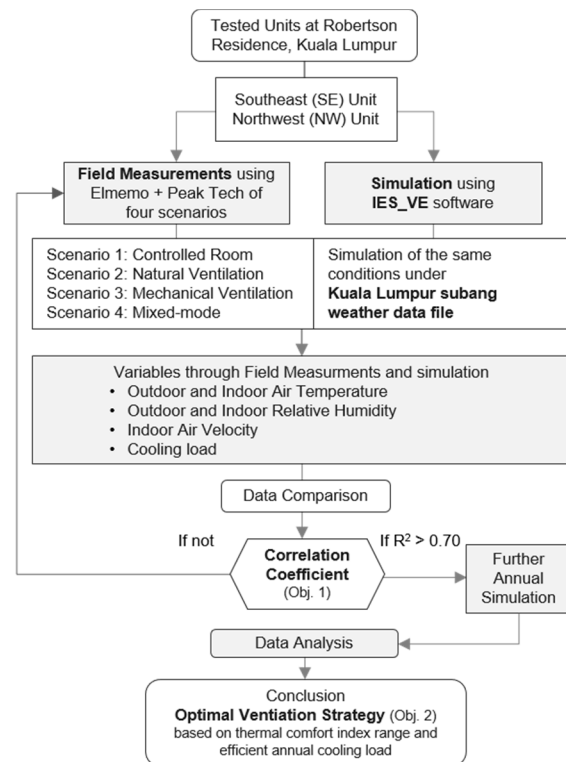 Tested Units at Robertson
Residence, Kuala Lumpur
Southeast (SE) Unit
Northwest (NW) Unit
Field Measurements using
Elmemo + Peak Tech of
four scenarios
Simulation using
IES_VE software
Scenario 1: Controlled Room
Scenario 2: Natural Ventilation
Scenario 3: Mechanical Ventilation
Scenario 4: Mixed-mode
Simulation of the same
conditions under
Kuala Lumpur subang
weather data file
Variables through Field Measurments and simulation
• Outdoor and Indoor Air Temperature
• Outdoor and Indoor Relative Humidity
• Indoor Air Velocity
• Cooling load
Data Comparison
If not
If R² > 0.70
Correlation
Coefficient
(Obj. 1)
Further
Annual
Simulation
Data Analysis
Conclusion
Optimal Ventiation Strategy (Obj. 2)
based on thermal comfort index range and
efficient annual cooling load